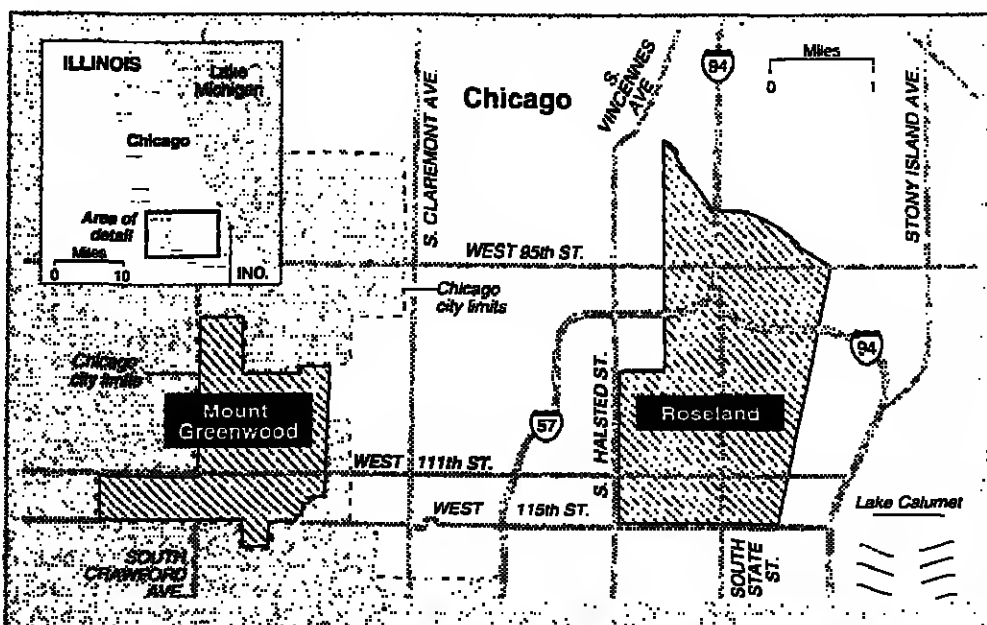 ILLINOIS
Lake
Michigan
Chicago
Area of
detail
Miles
0 10
IND.
Chicago
S. CLAREMONT AVE.
S.
VINCENNES
AVE
94
Miles
0 1
STONY ISLAND AVE.
WEST 95th ST.
Chicago
city limits
Chicago
city limits
94
Mount
Greenwood
57
S. HALSTED ST.
Roseland
WEST 111th ST.
WEST 115th ST.
Lake Calumet
SOUTH
CRAWFORD
AVE.
SOUTH
STATE
ST.